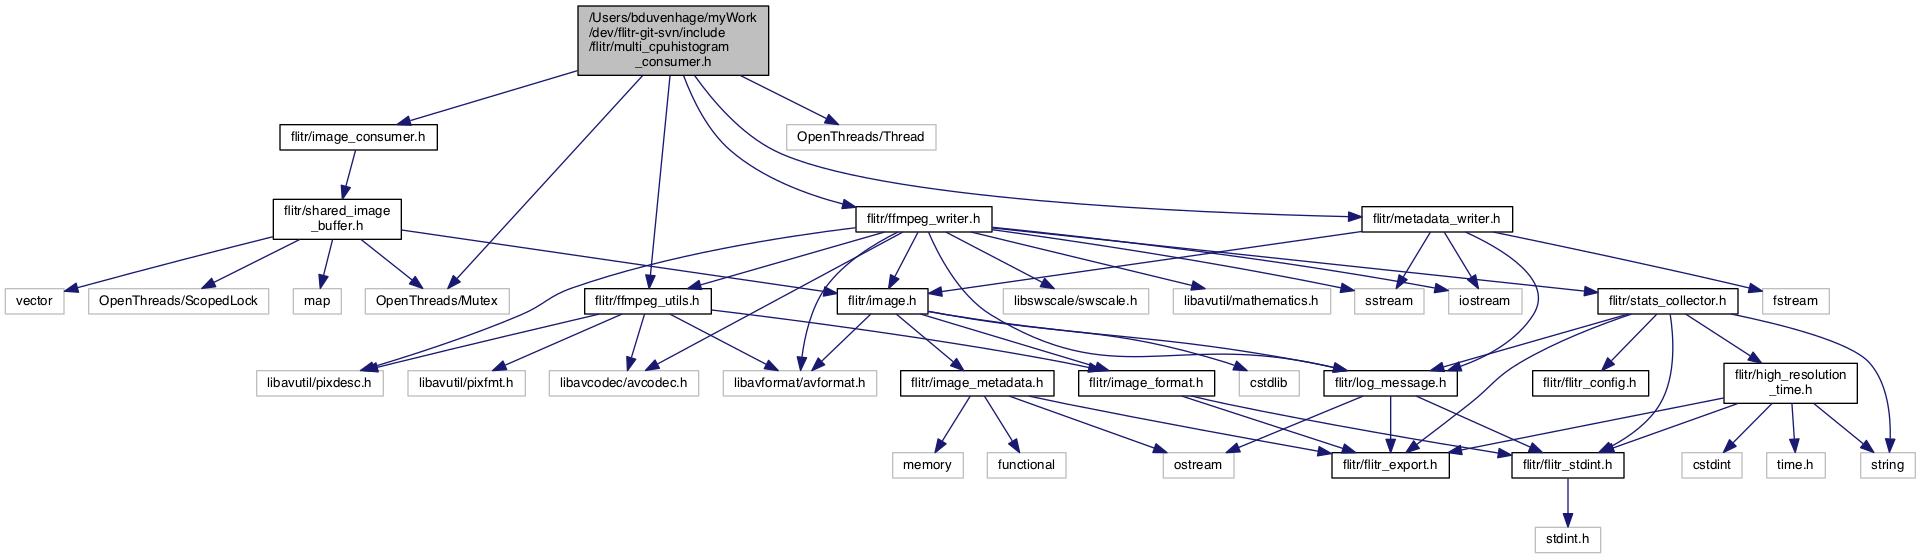 /Users/bduvenhage/myWork
/dev/flitr-git-svn/include
/flitr/multi_cpuhistogram
_consumer.h
flitr/image_consumer.h
OpenThreads/Thread
flitr/shared_image
_buffer.h
flitr/ffmpeg_writer.h
flitr/metadata_writer.h
vector
OpenThreads/ScopedLock
map
OpenThreads/Mutex
flitr/ffmpeg_utils.h
flitr/image.h
libswscale/swscale.h
libavutil/mathematics.h
sstream
iostream
flitr/stats_collector.h
fstream
libavutil/pixdesc.h
libavutil/pixfmt.h
libavcodec/avcodec.h
libavformat/avformat.h
flitr/image_metadata.h
flitr/image_format.h
cstdlib
flitr/log_message.h
flitr/flitr_config.h
flitr/high_resolution
_time.h
memory
functional
ostream
flitr/flitr_export.h
flitr/flitr_stdint.h
cstdint
time.h
string
stdint.h